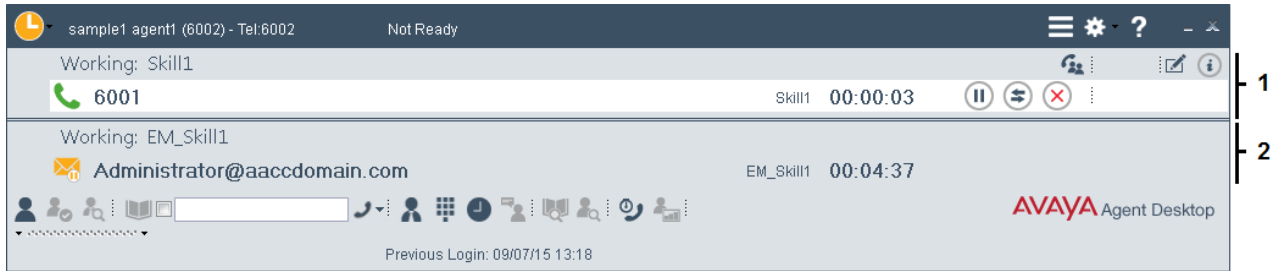 sample1 agent1 (6002) - Tel:6002 Not Ready ?
Working: Skill1
6001 Skill1 00:00:03
1
Working: EM_Skill1
2
Administrator@aaccdomain.com EM_Skill1 00:04:37
AVAYA Agent Desktop
Previous Login: 09/07/15 13:18